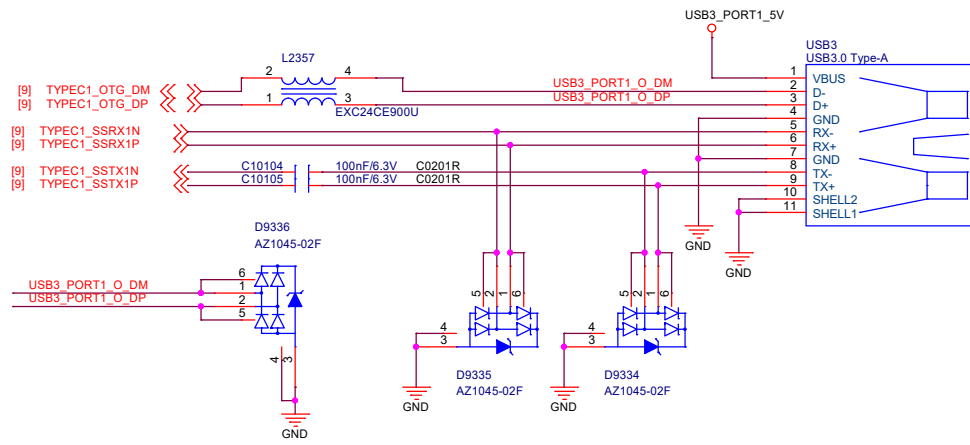 USB3_PORT1_5V
USB3
USB3.0 Type-A
L2357
2 4
1 3
EXC24CE900U
[9] TYPEC1_OTG_DM
[9] TYPEC1_OTG_DP
USB3_PORT1_O_DM
USB3_PORT1_O_DP
[9] TYPEC1_SSRX1N
[9] TYPEC1_SSRX1P
[9] TYPEC1_SSTX1N
[9] TYPEC1_SSTX1P
C10104 100nF/6.3V C0201R
C10105 100nF/6.3V C0201R
1 VBUS
2 D-
3 D+
4 GND
5 RX-
6 RX+
7 GND
8 TX-
9 TX+
10 SHELL2
11 SHELL1
GND
GND
D9336
AZ1045-02F
USB3_PORT1_O_DM
USB3_PORT1_O_DP
6
1
2
5
4 3
GND
5 2 1 6
4
3
D9335
AZ1045-02F
GND
5 2 1 6
4
3
D9334
AZ1045-02F
GND